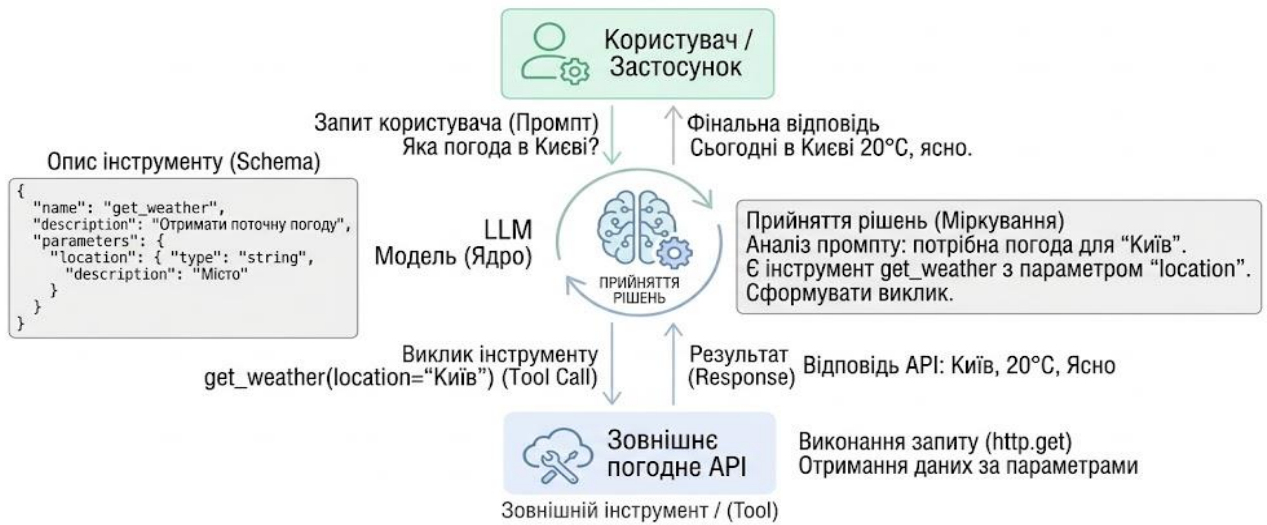 Користувач /
Застосунок
Запит користувача (Промпт)
Яка погода в Києві?
Фінальна відповідь
Сьогодні в Києві 20°C, ясно.
Опис інструменту (Schema)
{
"name": "get_weather",
"description": "Отримати поточну погоду",
"parameters": {
"location": { "type": "string",
"description": "Місто"
}
}
}
LLM
Модель (Ядро)
ПРИЙНЯТТЯ
РІШЕНЬ
Прийняття рішень (Міркування)
Аналіз промпту: потрібна погода для “Київ”.
Є інструмент get_weather з параметром “location”.
Сформувати виклик.
Виклик інструменту
get_weather(location=“Київ”) (Tool Call)
Результат
(Response)
Відповідь API: Київ, 20°C, Ясно
Зовнішнє
погодне API
Виконання запиту (http.get)
Отримання даних за параметрами
Зовнішній інструмент / (Tool)